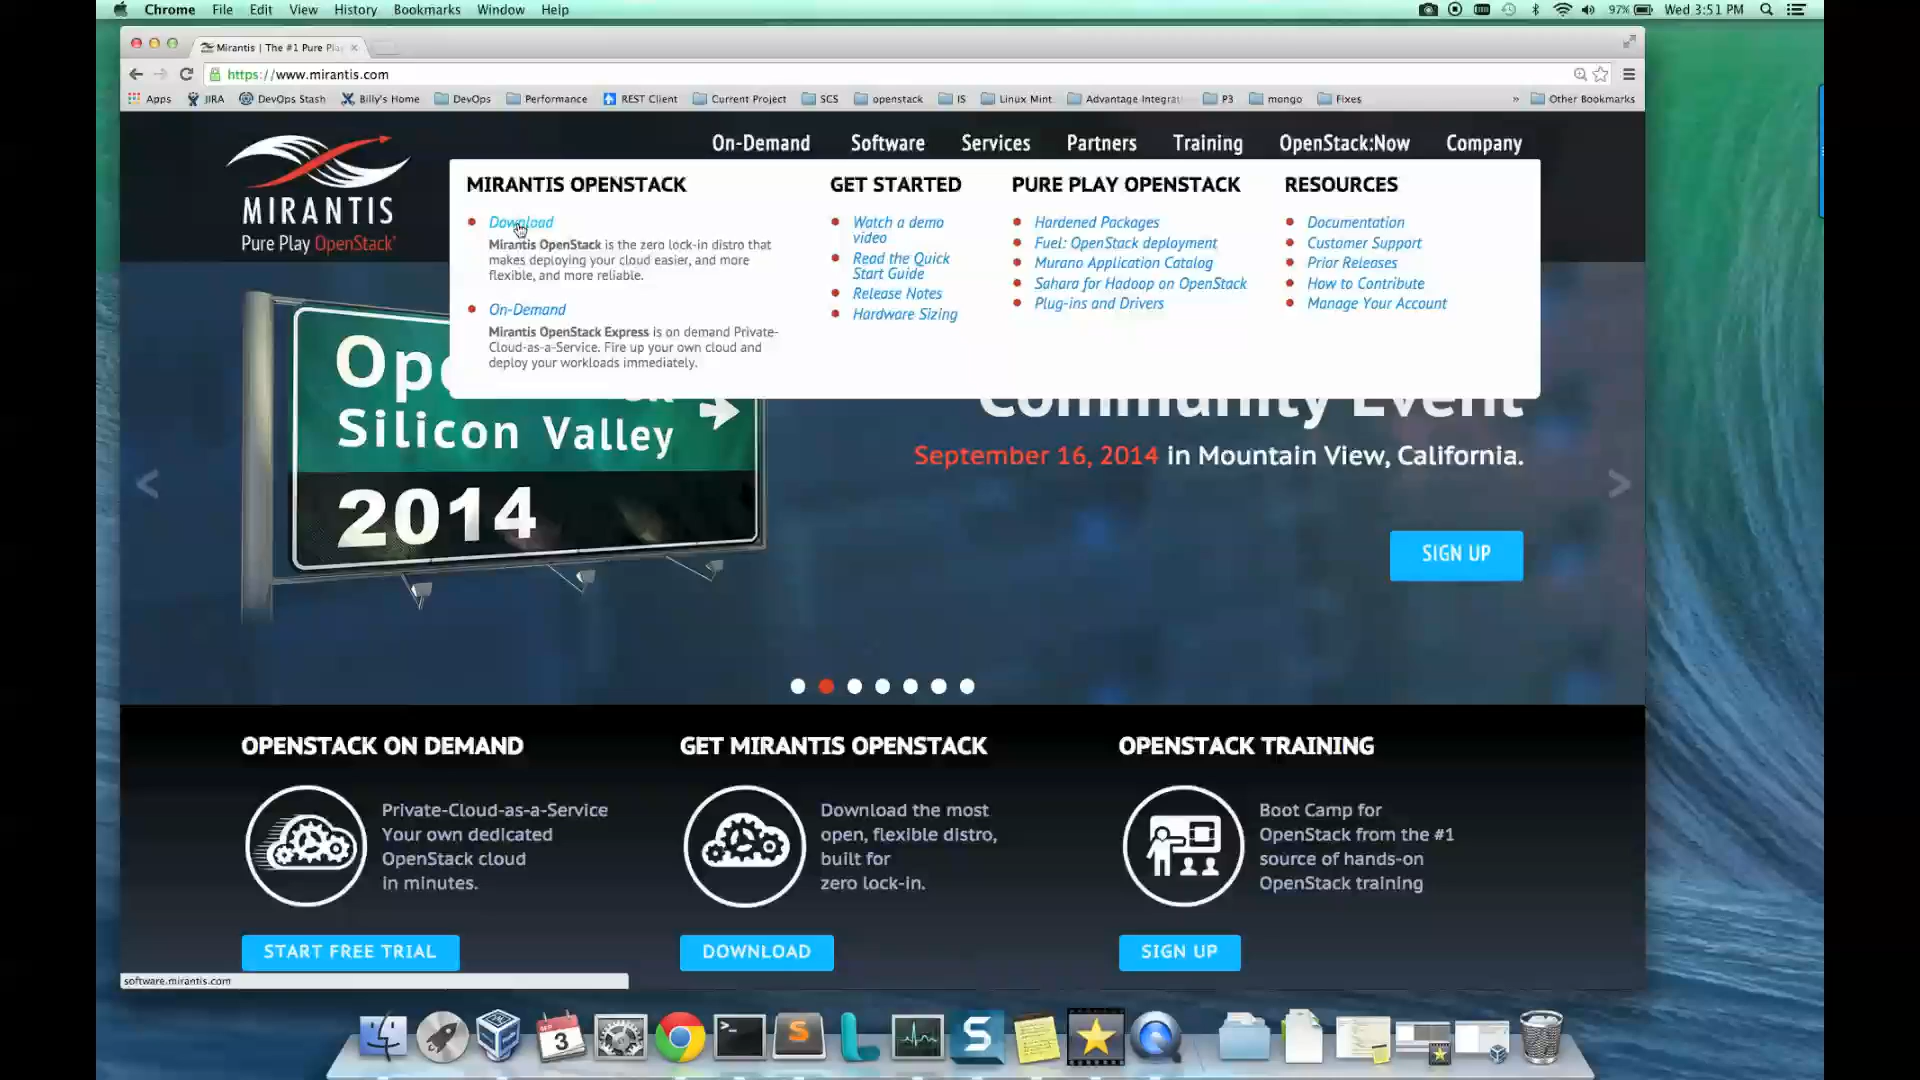 Chrome File Edit View History Bookmarks Window Help
97% Wed 3:51 PM
Mirantis | The #1 Pure Pla
https://www.mirantis.com
Apps JIRA DevOps Stash Billy's Home DevOps Performance REST Client Current Project SCS openstack IS Linux Mint Advantage Integrat P3 mongo Fixes » Other Bookmarks
MIRANTIS
Pure Play OpenStack
On-Demand Software Services Partners Training OpenStack:Now Company
MIRANTIS OPENSTACK
Download
Mirantis OpenStack is the zero lock-in distro that
makes deploying your cloud easier, and more
flexible, and more reliable.
On-Demand
Mirantis OpenStack Express is on demand Private-
Cloud-as-a-Service. Fire up your own cloud and
deploy your workloads immediately.
GET STARTED
Watch a demo
video
Read the Quick
Start Guide
Release Notes
Hardware Sizing
PURE PLAY OPENSTACK
Hardened Packages
Fuel: OpenStack deployment
Murano Application Catalog
Sahara for Hadoop on OpenStack
Plug-ins and Drivers
RESOURCES
Documentation
Customer Support
Prior Releases
How to Contribute
Manage Your Account
Ope
Silicon Valley
2014
Community Event
September 16, 2014 in Mountain View, California.
SIGN UP
OPENSTACK ON DEMAND
Private-Cloud-as-a-Service
Your own dedicated
OpenStack cloud
in minutes.
START FREE TRIAL
GET MIRANTIS OPENSTACK
Download the most
open, flexible distro,
built for
zero lock-in.
DOWNLOAD
OPENSTACK TRAINING
Boot Camp for
OpenStack from the #1
source of hands-on
OpenStack training
SIGN UP
software.mirantis.com
SEP
3